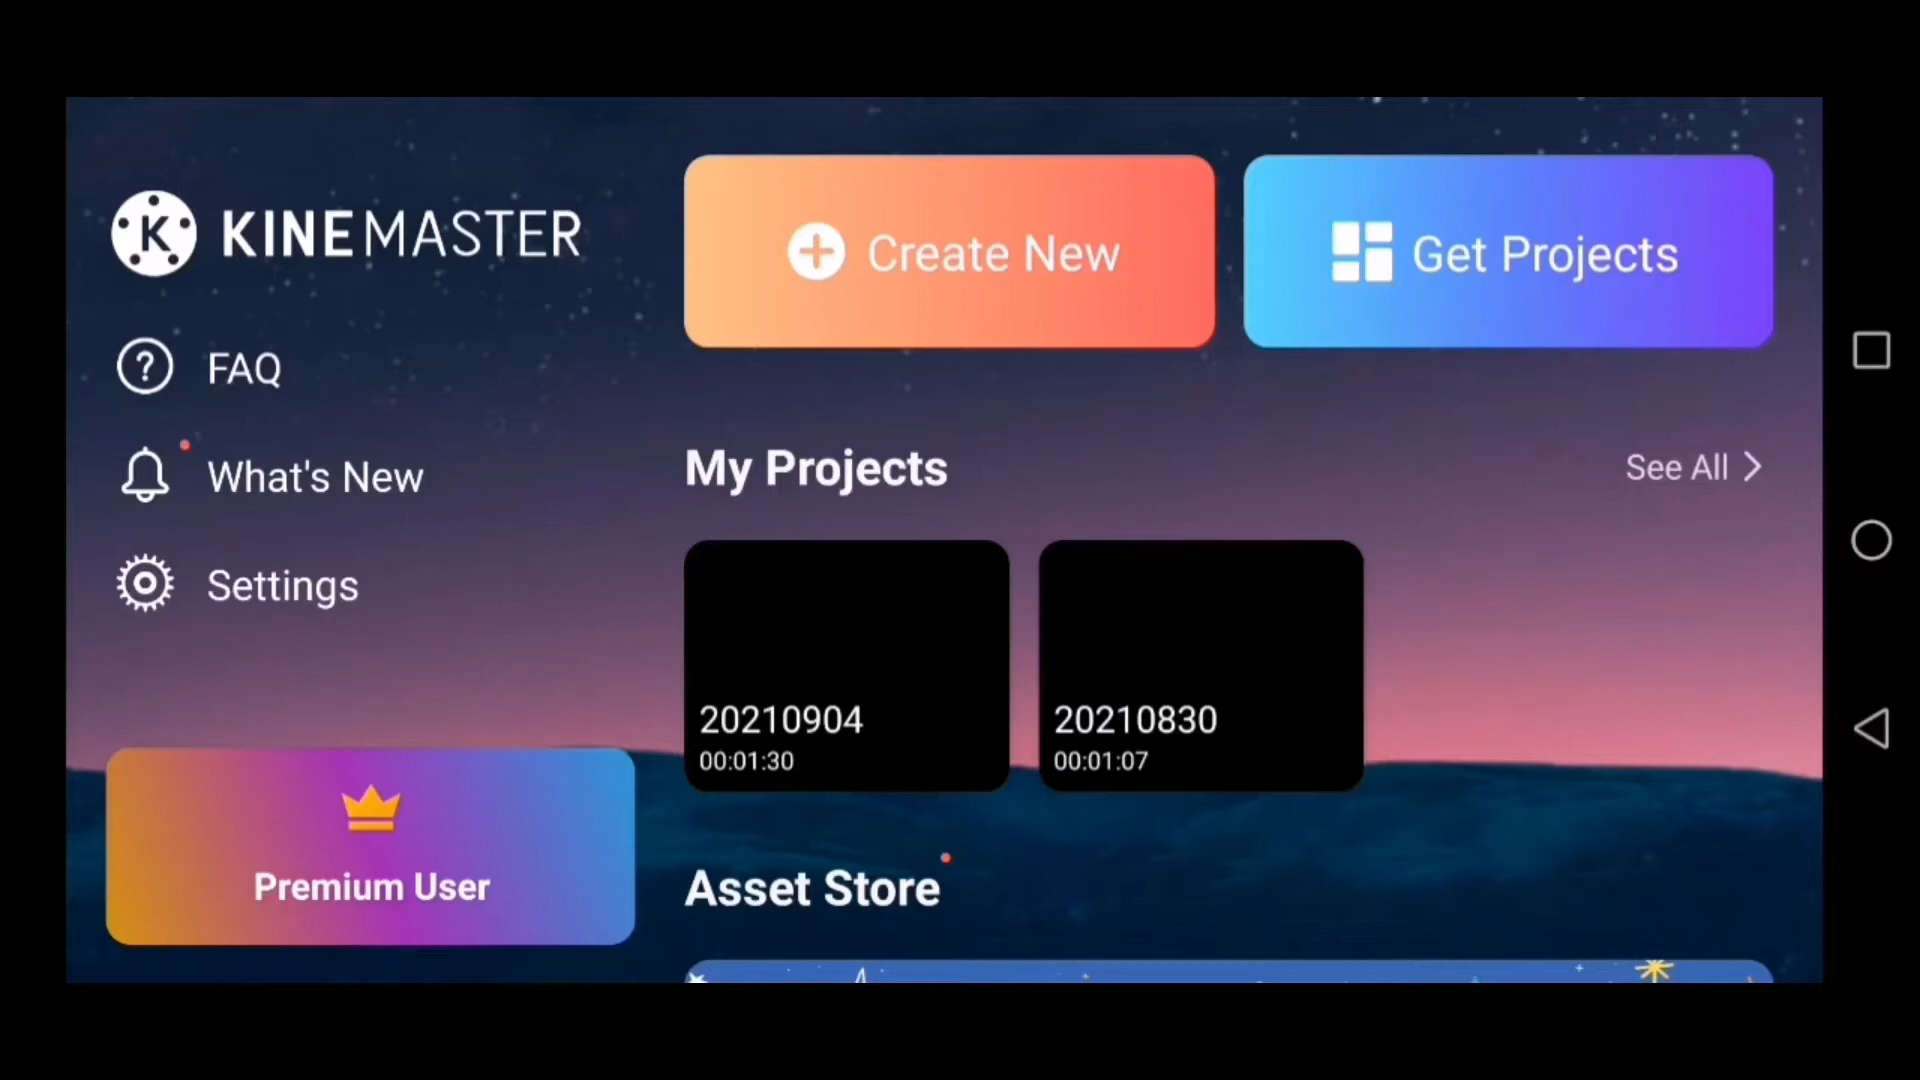 K KINEMASTER
FAQ
What's New
Settings
Premium User
Create New
Get Projects
My Projects
See All
20210904
00:01:30
20210830
00:01:07
Asset Store